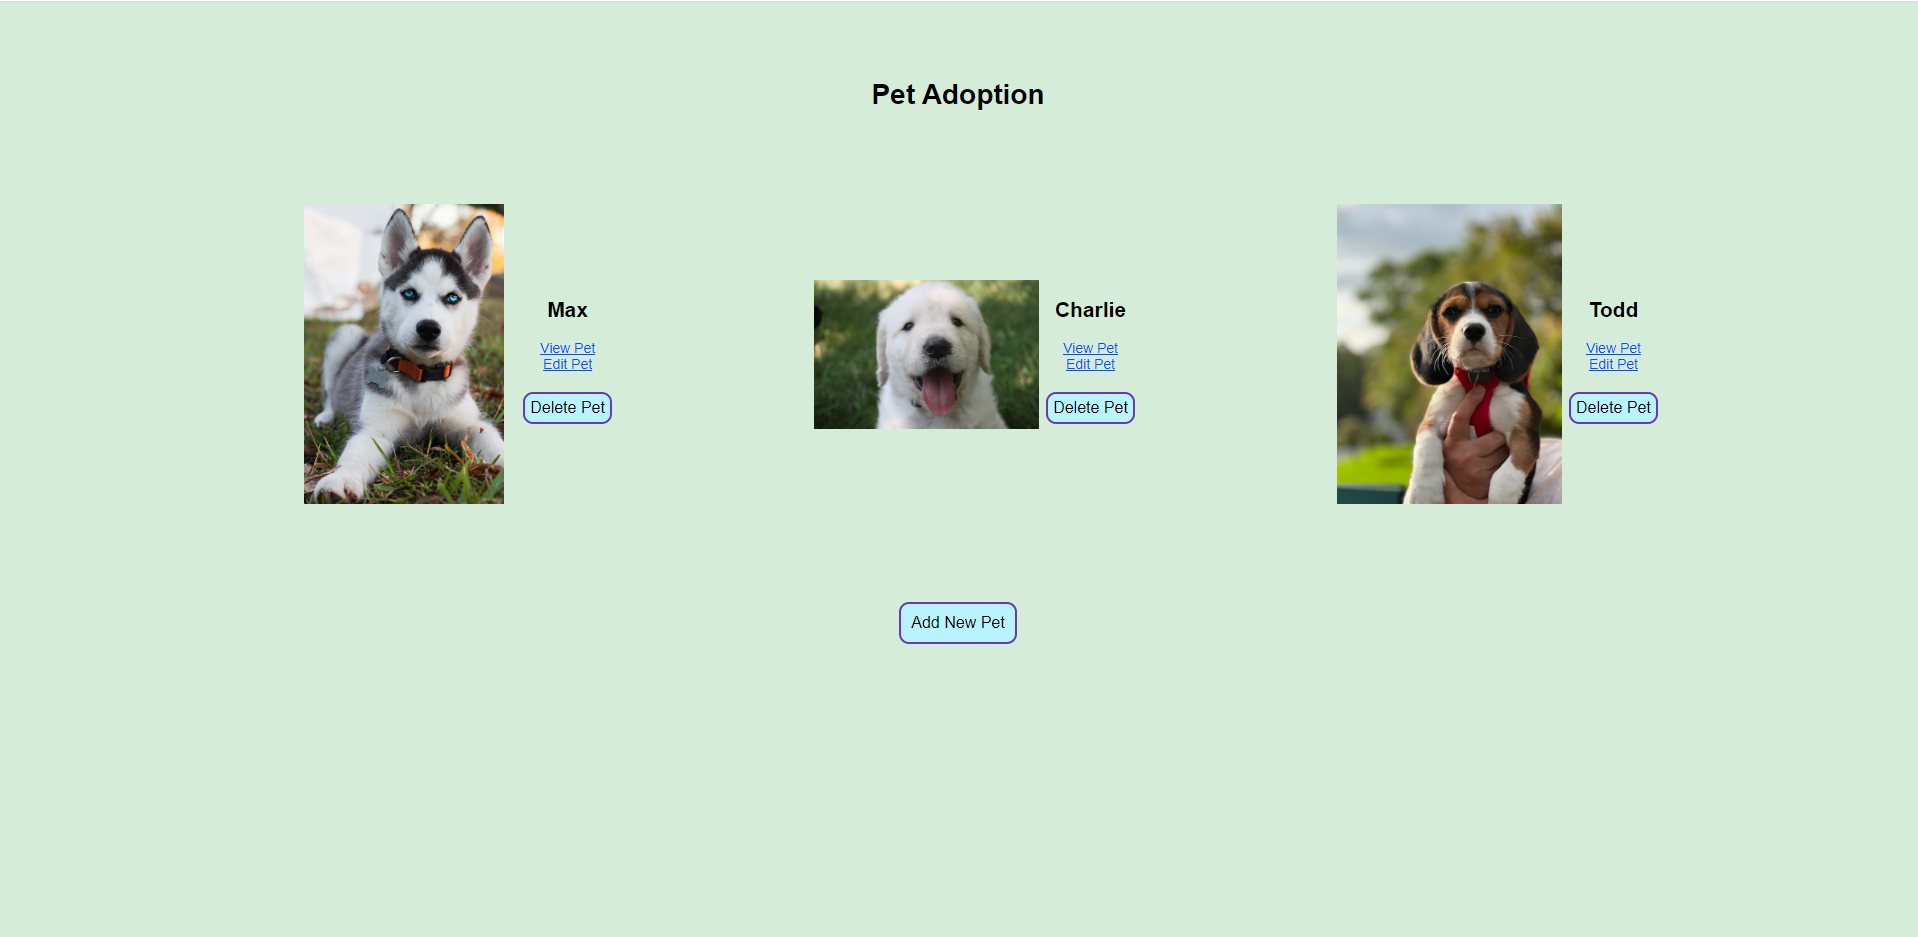 Pet Adoption
Max
View Pet
Edit Pet
Delete Pet
Charlie
View Pet
Edit Pet
Delete Pet
Todd
View Pet
Edit Pet
Delete Pet
Add New Pet